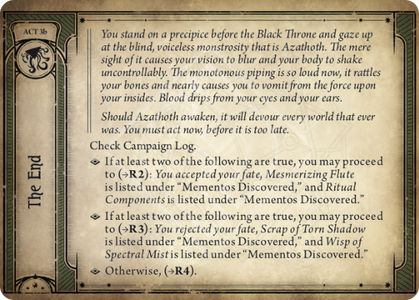 ACT 3b
The End
You stand on a precipice before the Black Throne and gaze up
at the blind, voiceless monstrosity that is Azathoth. The mere
sight of it causes your vision to blur and your body to shake
uncontrollably. The monotonous piping is so loud now, it rattles
your bones and nearly causes you to vomit from the force upon
your insides. Blood drips from your eyes and your ears.
Should Azathoth awaken, it will devour every world that ever
was. You must act now, before it is too late.
Check Campaign Log.
If at least two of the following are true, you may proceed
to (→R2): You accepted your fate, Mesmerizing Flute
is listed under “Mementos Discovered,” and Ritual
Components is listed under “Mementos Discovered.”
If at least two of the following are true, you may proceed
to (→R3): You rejected your fate, Scrap of Torn Shadow
is listed under “Mementos Discovered,” and Wisp of
Spectral Mist is listed under “Mementos Discovered.”
Otherwise, (→R4).